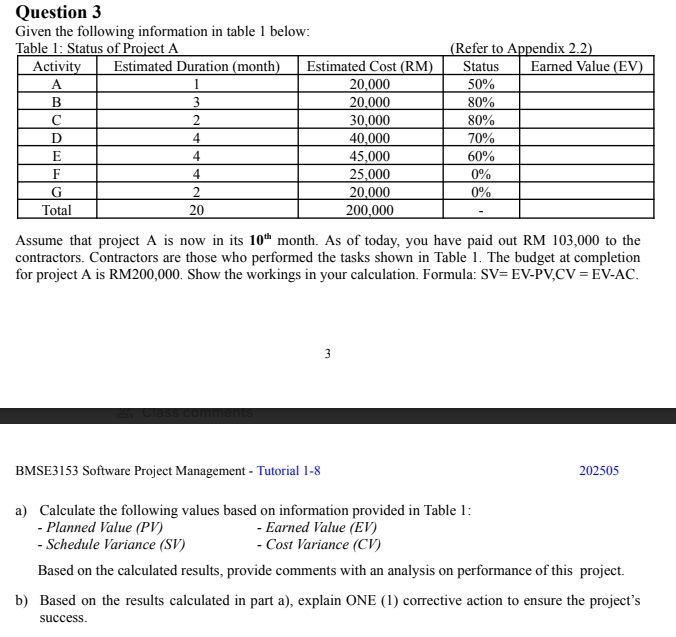 Question 3
Given the following information in table 1 below:
Table 1: Status of Project A (Refer to Appendix 2.2)
Activity Estimated Duration (month) Estimated Cost (RM) Status Earned Value (EV)
A 1 20,000 50%
B 3 20,000 80%
C 2 30,000 80%
D 4 40,000 70%
E 4 45,000 60%
F 4 25,000 0%
G 2 20,000 0%
Total 20 200,000 -
Assume that project A is now in its 10th month. As of today, you have paid out RM 103,000 to the
contractors. Contractors are those who performed the tasks shown in Table 1. The budget at completion
for project A is RM200,000. Show the workings in your calculation. Formula: SV= EV-PV,CV = EV-AC.
3
Class comments
BMSE3153 Software Project Management - Tutorial 1-8 202505
a) Calculate the following values based on information provided in Table 1:
- Planned Value (PV) - Earned Value (EV)
- Schedule Variance (SV) - Cost Variance (CV)
Based on the calculated results, provide comments with an analysis on performance of this project.
b) Based on the results calculated in part a), explain ONE (1) corrective action to ensure the project's
success.